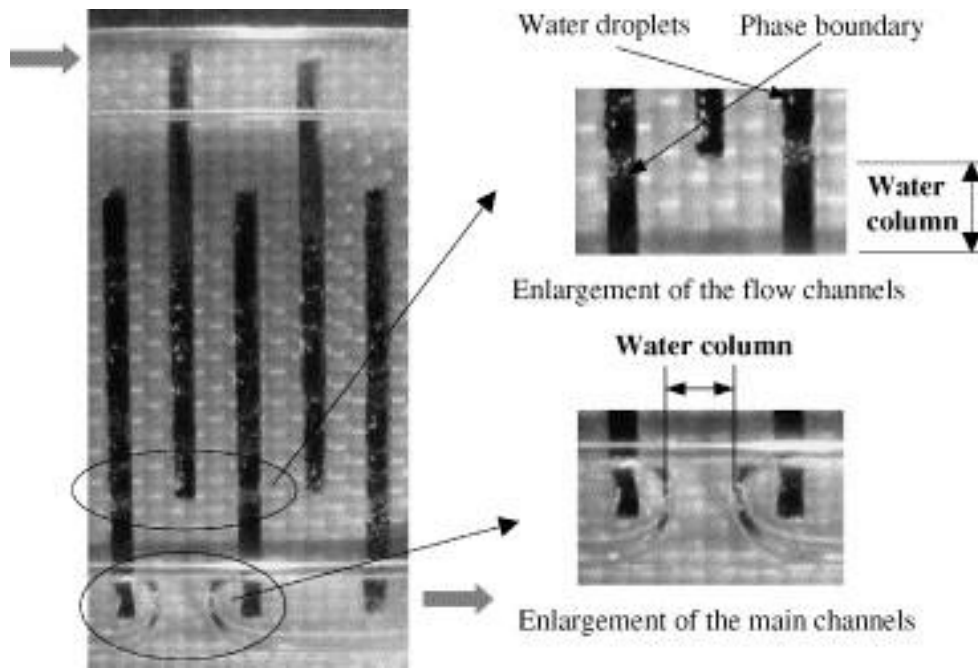 Water droplets
Phase boundary
Water
column
Enlargement of the flow channels
Water column
Enlargement of the main channels